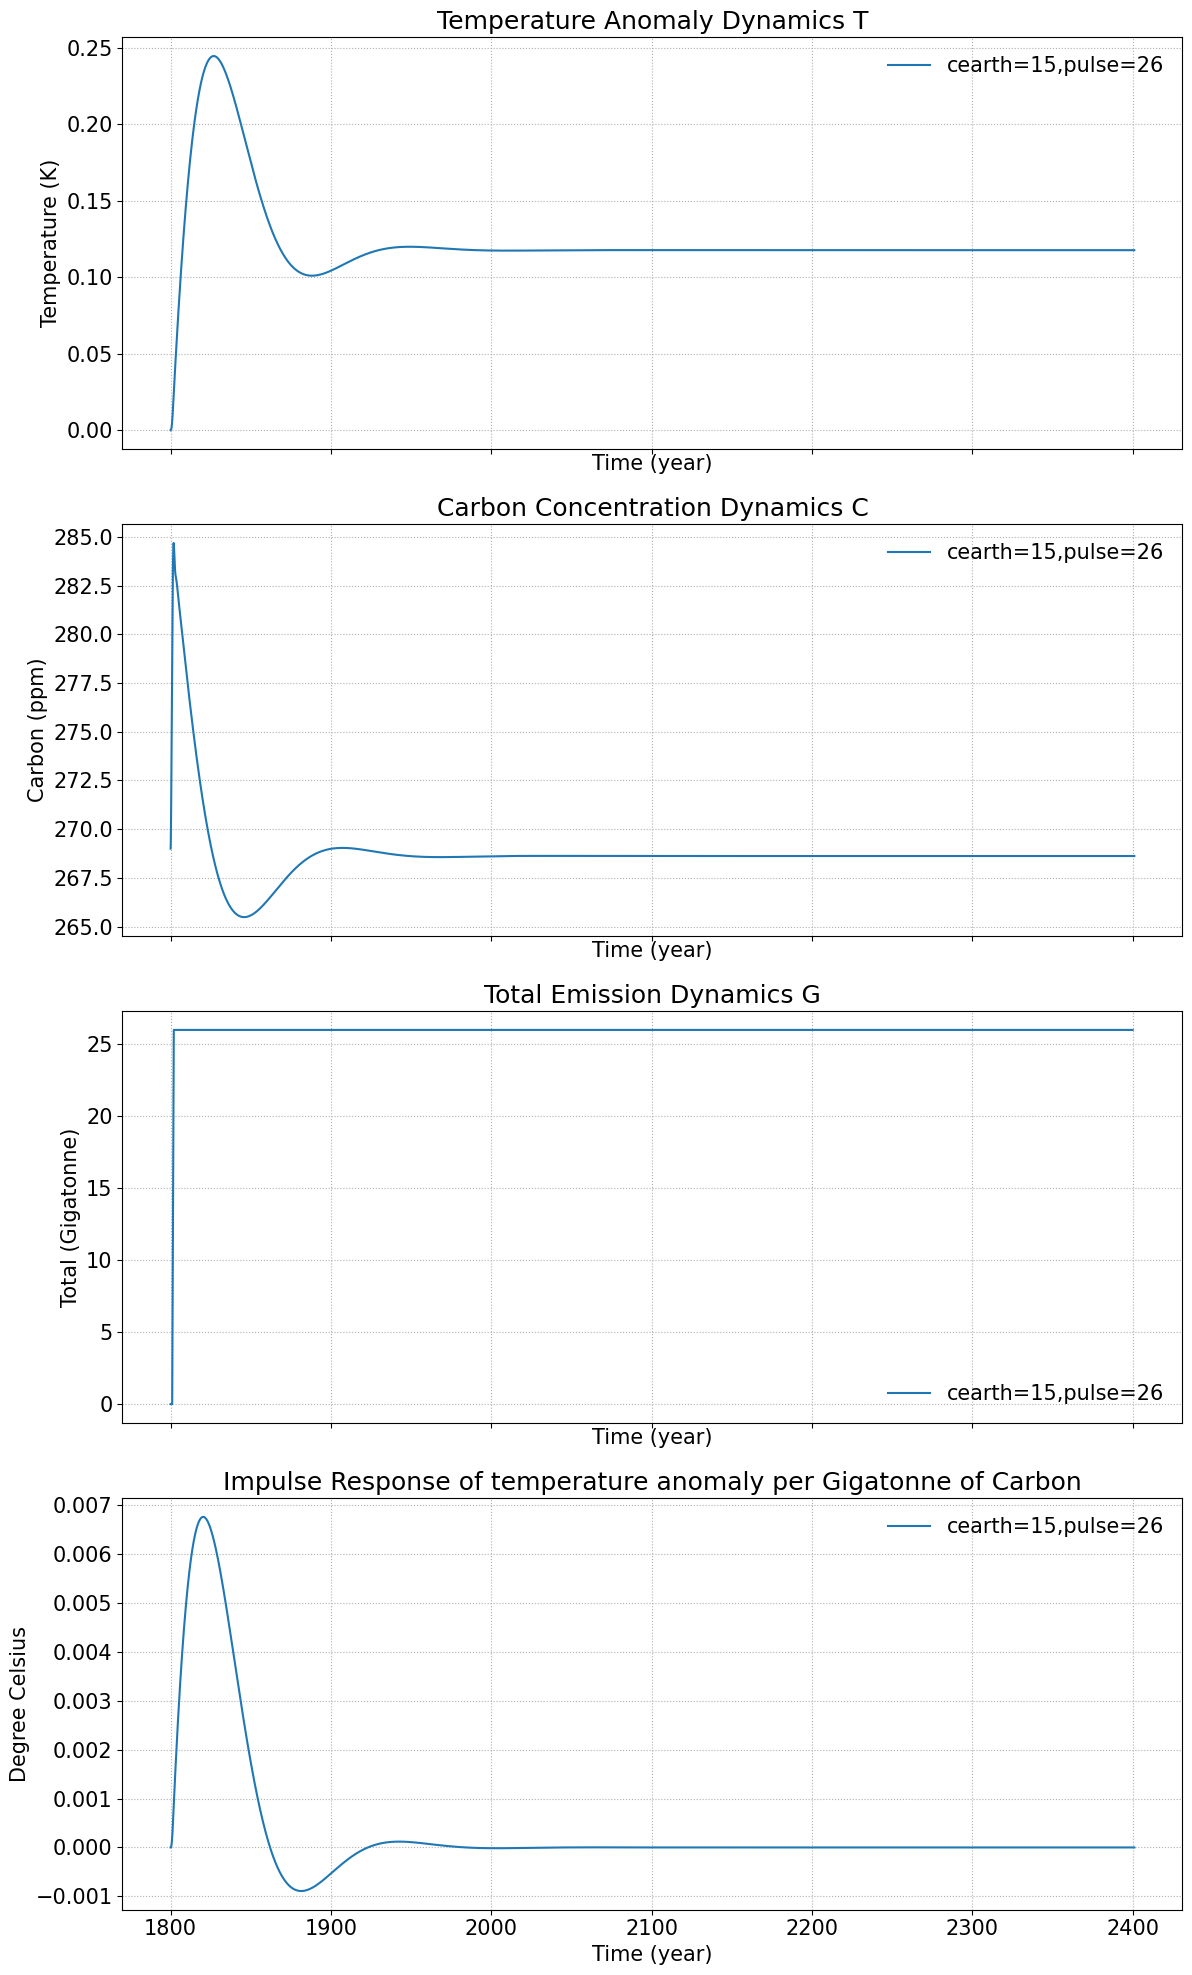 Temperature Anomaly Dynamics T
0.25
0.20
0.15
0.10
0.05
0.00
Temperature (K)
cearth=15,pulse=26
Time (year)
Carbon Concentration Dynamics C
285.0
282.5
280.0
277.5
275.0
272.5
270.0
267.5
265.0
Carbon (ppm)
cearth=15,pulse=26
Time (year)
Total Emission Dynamics G
25
20
15
10
5
0
Total (Gigatonne)
cearth=15,pulse=26
Time (year)
Impulse Response of temperature anomaly per Gigatonne of Carbon
0.007
0.006
0.005
0.004
0.003
0.002
0.001
0.000
−0.001
Degree Celsius
cearth=15,pulse=26
1800 1900 2000 2100 2200 2300 2400
Time (year)